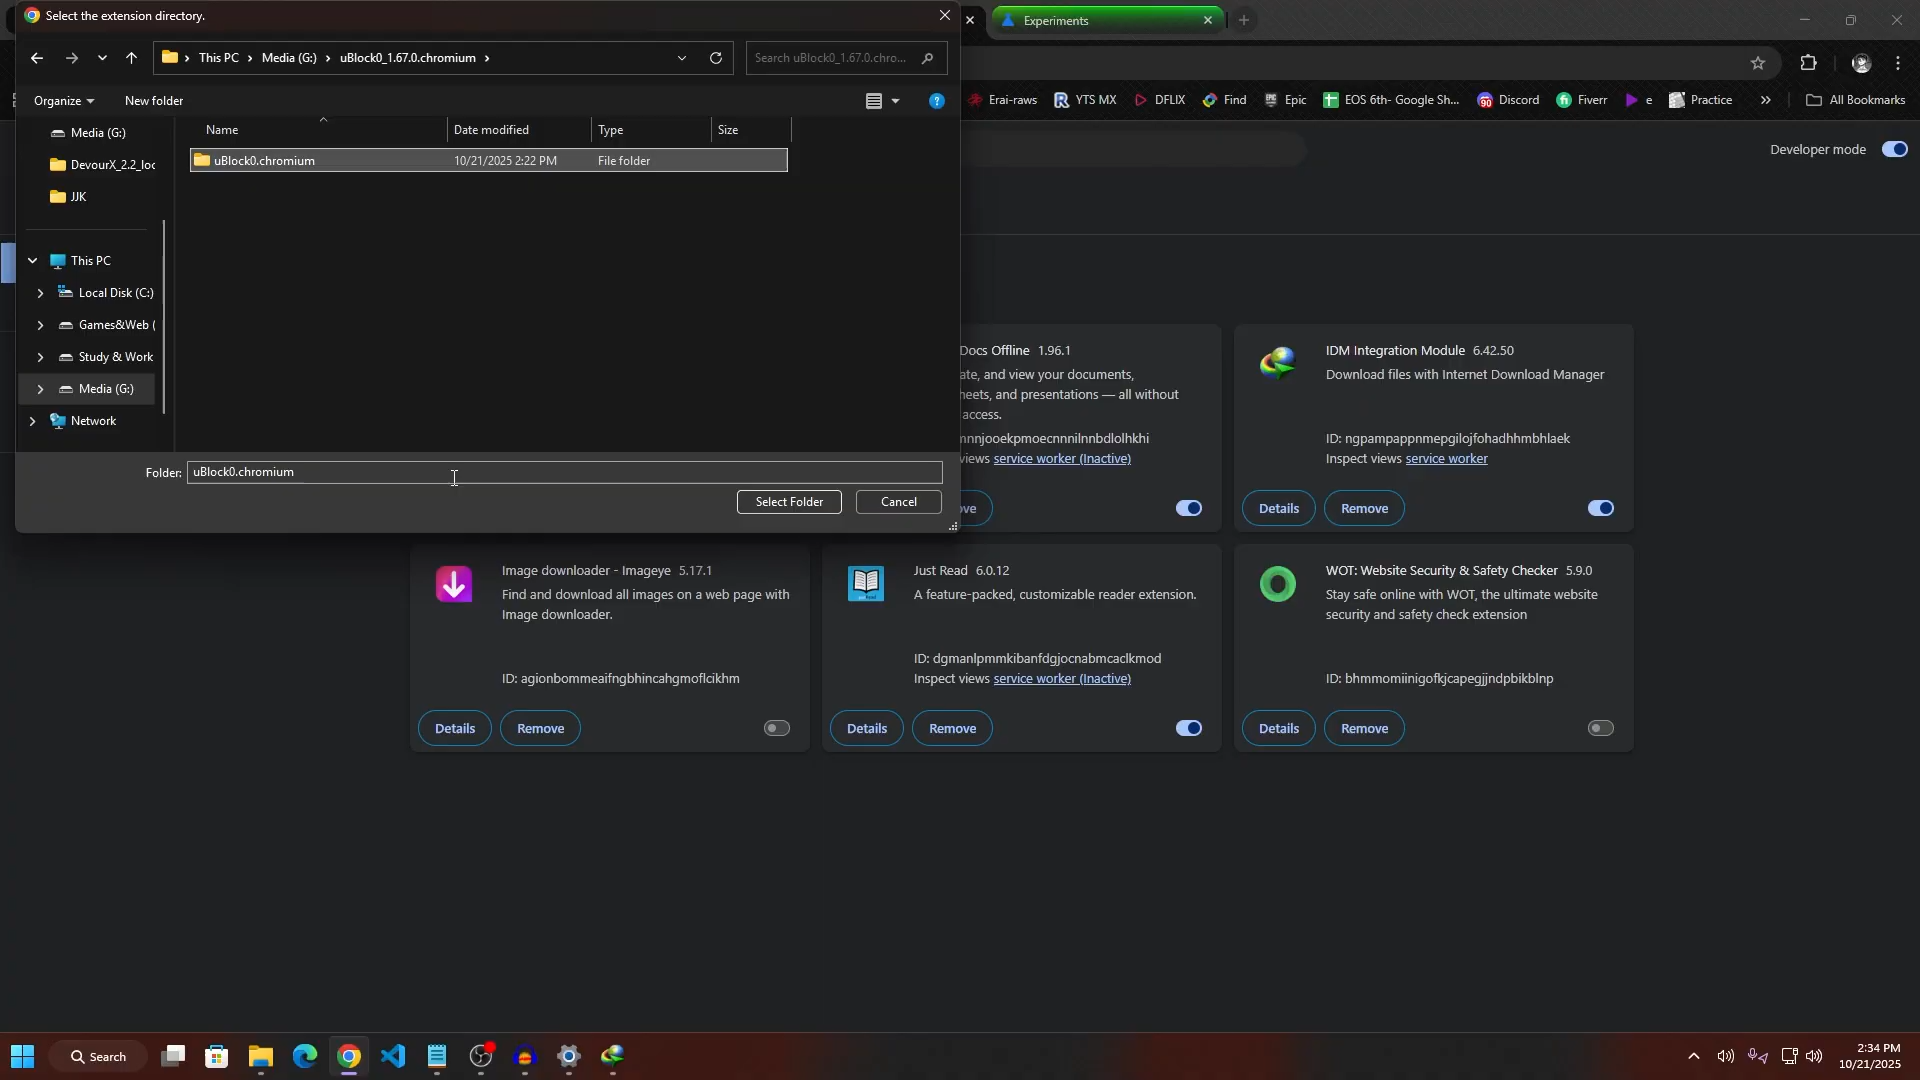 Select the extension directory.
Experiments
This PC
Media (G:)
uBlock0_1.67.0.chromium
Search uBlock0_1.67.0.chro...
Organize
New folder
Erai-raws
YTS MX
DFLIX
Find
Epic
EOS 6th- Google Sh...
Discord
Fiverr
e
Practice
All Bookmarks
Name
Date modified
Type
Size
Media (G:)
uBlock0.chromium
10/21/2025 2:22 PM
File folder
Developer mode
DevourX_2.2_loc
JJK
This PC
Local Disk (C:)
Games&Web (
Study & Work
Media (G:)
Network
Folder:
uBlock0.chromium
Select Folder
Cancel
Docs Offline 1.96.1
ate, and view your documents,
heets, and presentations — all without
access.
nnnjooekpmoecnnnilnnbdlolhkhi
views service worker (Inactive)
ove
IDM Integration Module 6.42.50
Download files with Internet Download Manager
ID: ngpampappnmepgilojfohadhhmbhlaek
Inspect views service worker
Details
Remove
Image downloader - Imageye 5.17.1
Find and download all images on a web page with
Image downloader.
ID: agionbommeaifngbhincahgmoflcikhm
Details
Remove
Just Read 6.0.12
A feature-packed, customizable reader extension.
ID: dgmanlpmmkibanfdgjocnabmcaclkmod
Inspect views service worker (Inactive)
Details
Remove
WOT: Website Security & Safety Checker 5.9.0
Stay safe online with WOT, the ultimate website
security and safety check extension
ID: bhmmomiinigofkjcapegjjndpbikblnp
Details
Remove
Search
2:34 PM
10/21/2025